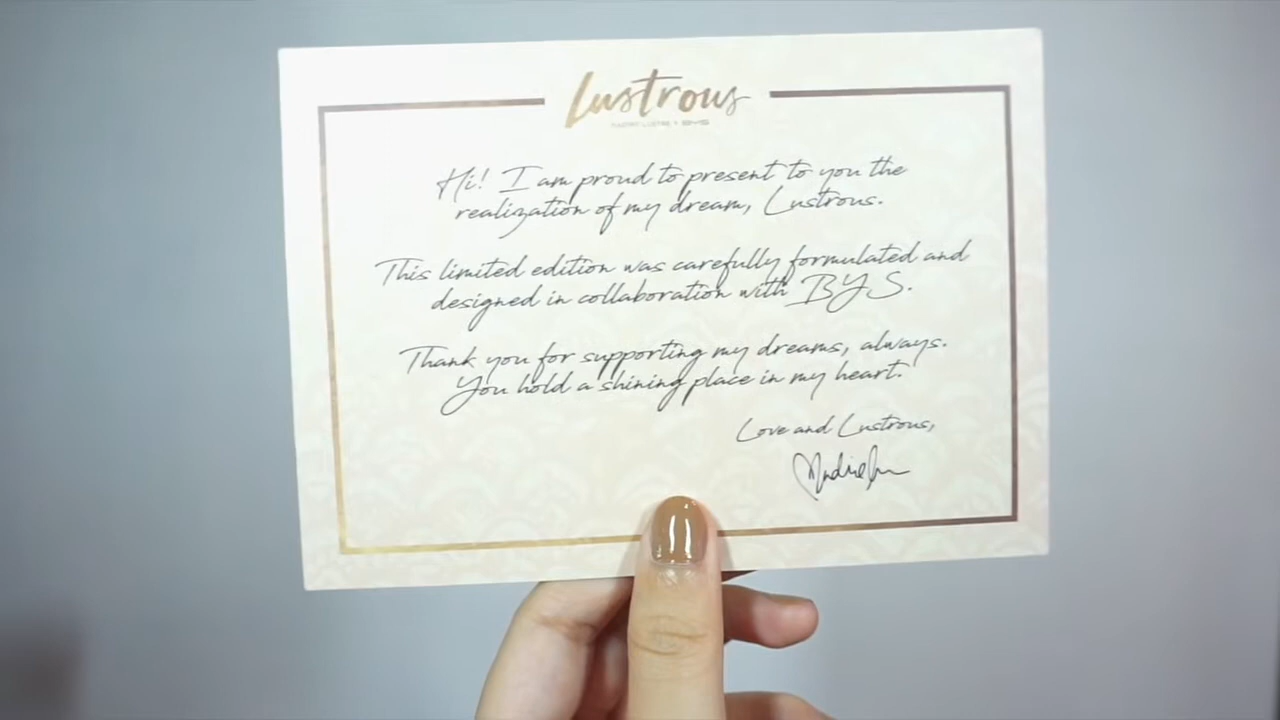 Lustrous
BYS
Hi! I am proud to present to you the
realization of my dream, Lustrous.
This limited edition was carefully formulated and
designed in collaboration with BYS.
Thank you for supporting my dreams, always.
You hold a shining place in my heart.
Love and Lustrous,